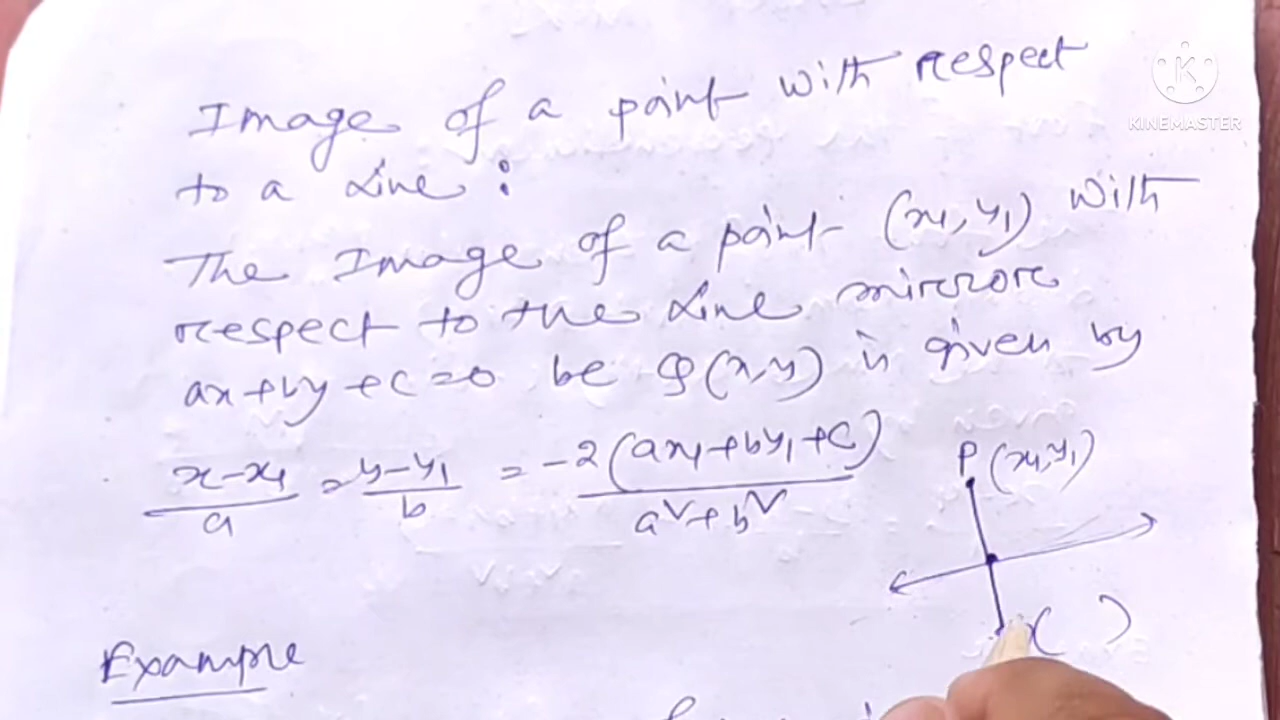 Image of a point with respect
to a Line :
The Image of a point (x₁, y₁) with
respect to the Line mirrore
ax+by+c=0 be Q(x,y) is given by
x-x₁/a = y-y₁/b = -2(ax₁+by₁+c)/a²+b²
P(x₁,y₁)
( )
Example
K
KINEMASTER